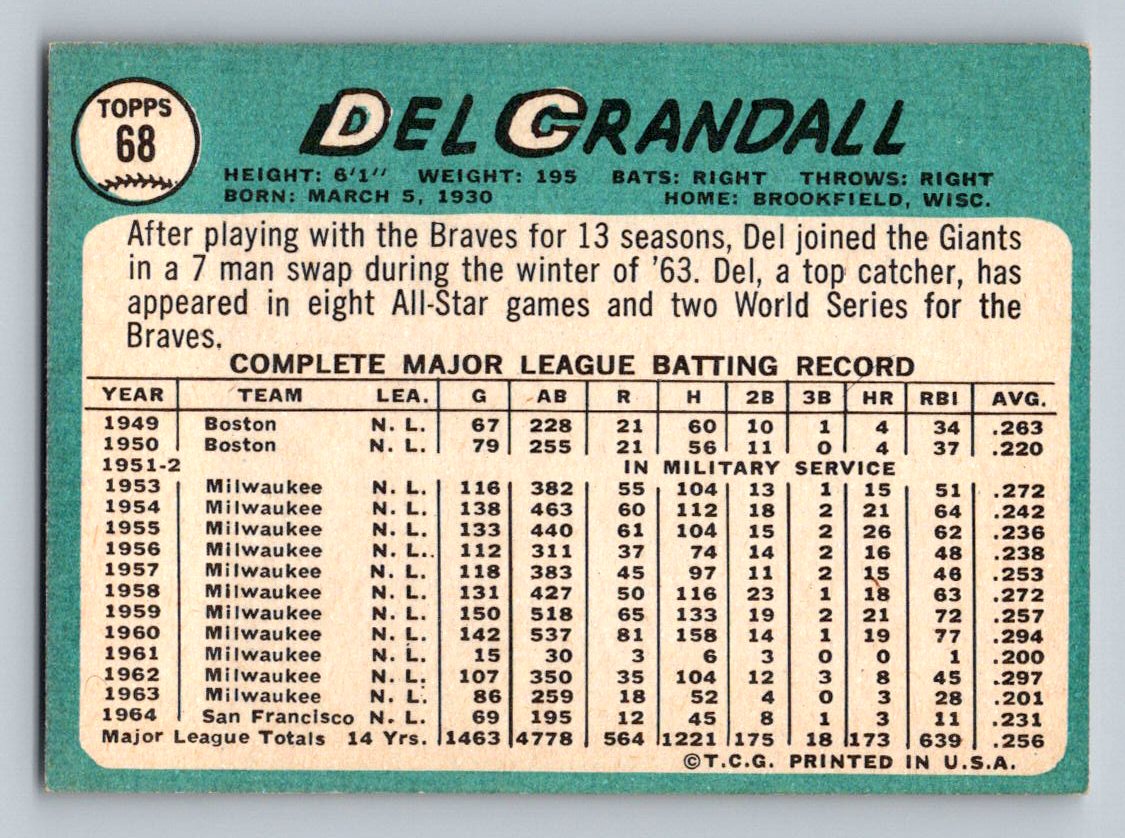 TOPPS
68
DEL CRANDALL
HEIGHT: 6'1" WEIGHT: 195 BATS: RIGHT THROWS: RIGHT
BORN: MARCH 5, 1930 HOME: BROOKFIELD, WISC.
After playing with the Braves for 13 seasons, Del joined the Giants
in a 7 man swap during the winter of '63. Del, a top catcher, has
appeared in eight All-Star games and two World Series for the
Braves.
COMPLETE MAJOR LEAGUE BATTING RECORD
YEAR TEAM LEA. G AB R H 2B 3B HR RBI AVG.
1949 Boston N. L. 67 228 21 60 10 1 4 34 .263
1950 Boston N. L. 79 255 21 56 11 0 4 37 .220
1951-2 IN MILITARY SERVICE
1953 Milwaukee N. L. 116 382 55 104 13 1 15 51 .272
1954 Milwaukee N. L. 138 463 60 112 18 2 21 64 .242
1955 Milwaukee N. L. 133 440 61 104 15 2 26 62 .236
1956 Milwaukee N. L. 112 311 37 74 14 2 16 48 .238
1957 Milwaukee N. L. 118 383 45 97 11 2 15 46 .253
1958 Milwaukee N. L. 131 427 50 116 23 1 18 63 .272
1959 Milwaukee N. L. 150 518 65 133 19 2 21 72 .257
1960 Milwaukee N. L. 142 537 81 158 14 1 19 77 .294
1961 Milwaukee N. L. 15 30 3 6 3 0 0 1 .200
1962 Milwaukee N. L. 107 350 35 104 12 3 8 45 .297
1963 Milwaukee N. L. 86 259 18 52 4 0 3 28 .201
1964 San Francisco N. L. 69 195 12 45 8 1 3 11 .231
Major League Totals 14 Yrs. 1463 4778 564 1221 175 18 173 639 .256
©T.C.G. PRINTED IN U.S.A.